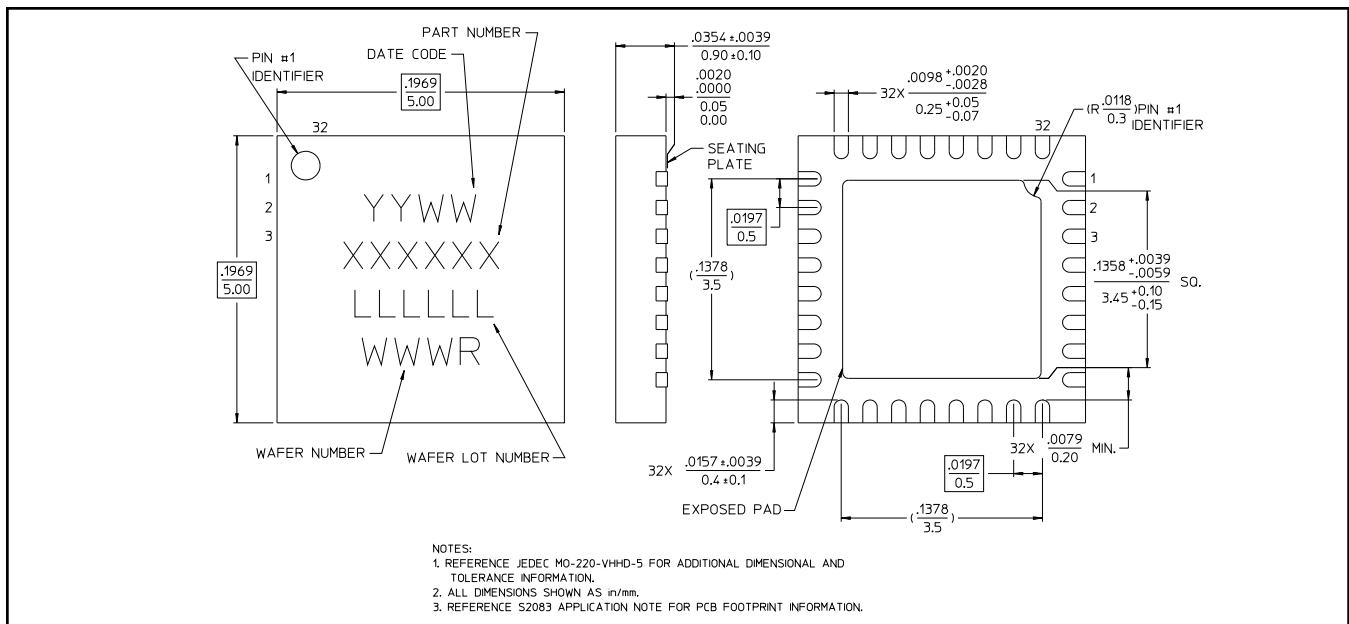 PART NUMBER
DATE CODE
PIN #1
IDENTIFIER
.1969
5.00
32
1
2
3
.1969
5.00
YYWW
XXXXXX
LLLLLL
WWWR
WAFER NUMBER
WAFER LOT NUMBER
.0354 ±.0039
0.90 ±0.10
.0020
.0000
0.05
0.00
SEATING
PLATE
32X .0098 +.0020 -.0028
0.25 +0.05 -0.07
(R .0118 / 0.3) PIN #1
IDENTIFIER
32
1
2
3
.0197
0.5
(.1378 / 3.5)
.1358 +.0039 -.0059
3.45 +0.10 -0.15
SQ.
32X .0157 ±.0039
0.4 ±0.1
32X .0079 / 0.20 MIN.
.0197
0.5
EXPOSED PAD
(.1378 / 3.5)
NOTES:
1. REFERENCE JEDEC MO-220-VHHD-5 FOR ADDITIONAL DIMENSIONAL AND
TOLERANCE INFORMATION.
2. ALL DIMENSIONS SHOWN AS in/mm.
3. REFERENCE S2083 APPLICATION NOTE FOR PCB FOOTPRINT INFORMATION.